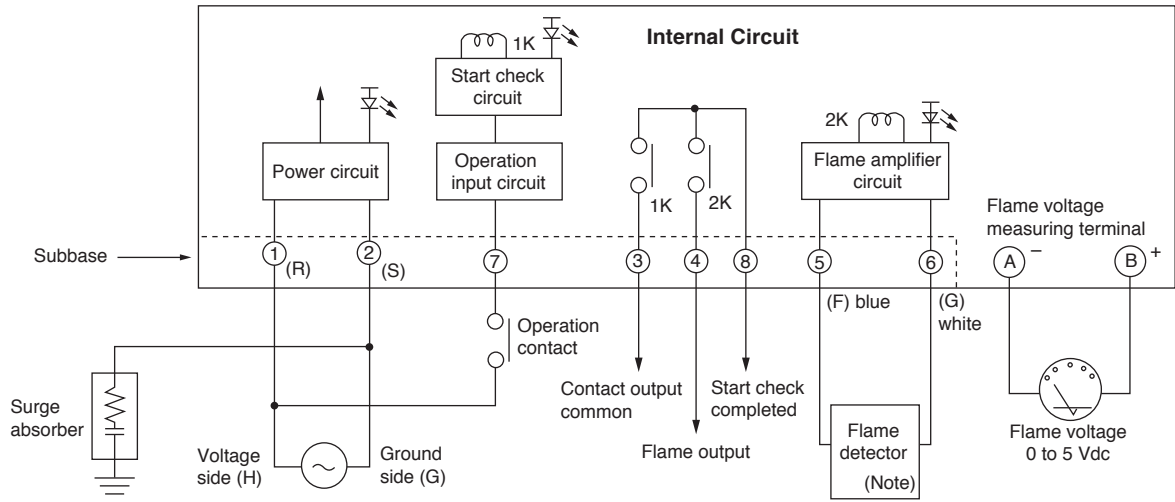 Internal Circuit
1K
Start check
circuit
Power circuit
Operation
input circuit
1K
2K
2K
Flame amplifier
circuit
Flame voltage
measuring terminal
Subbase
1
(R)
2
(S)
7
3
4
8
5
6
A
−
B
+
(F) blue
(G)
white
Operation
contact
Contact output
common
Start check
completed
Flame output
Surge
absorber
Voltage
side (H)
Ground
side (G)
Flame
detector
(Note)
Flame voltage
0 to 5 Vdc